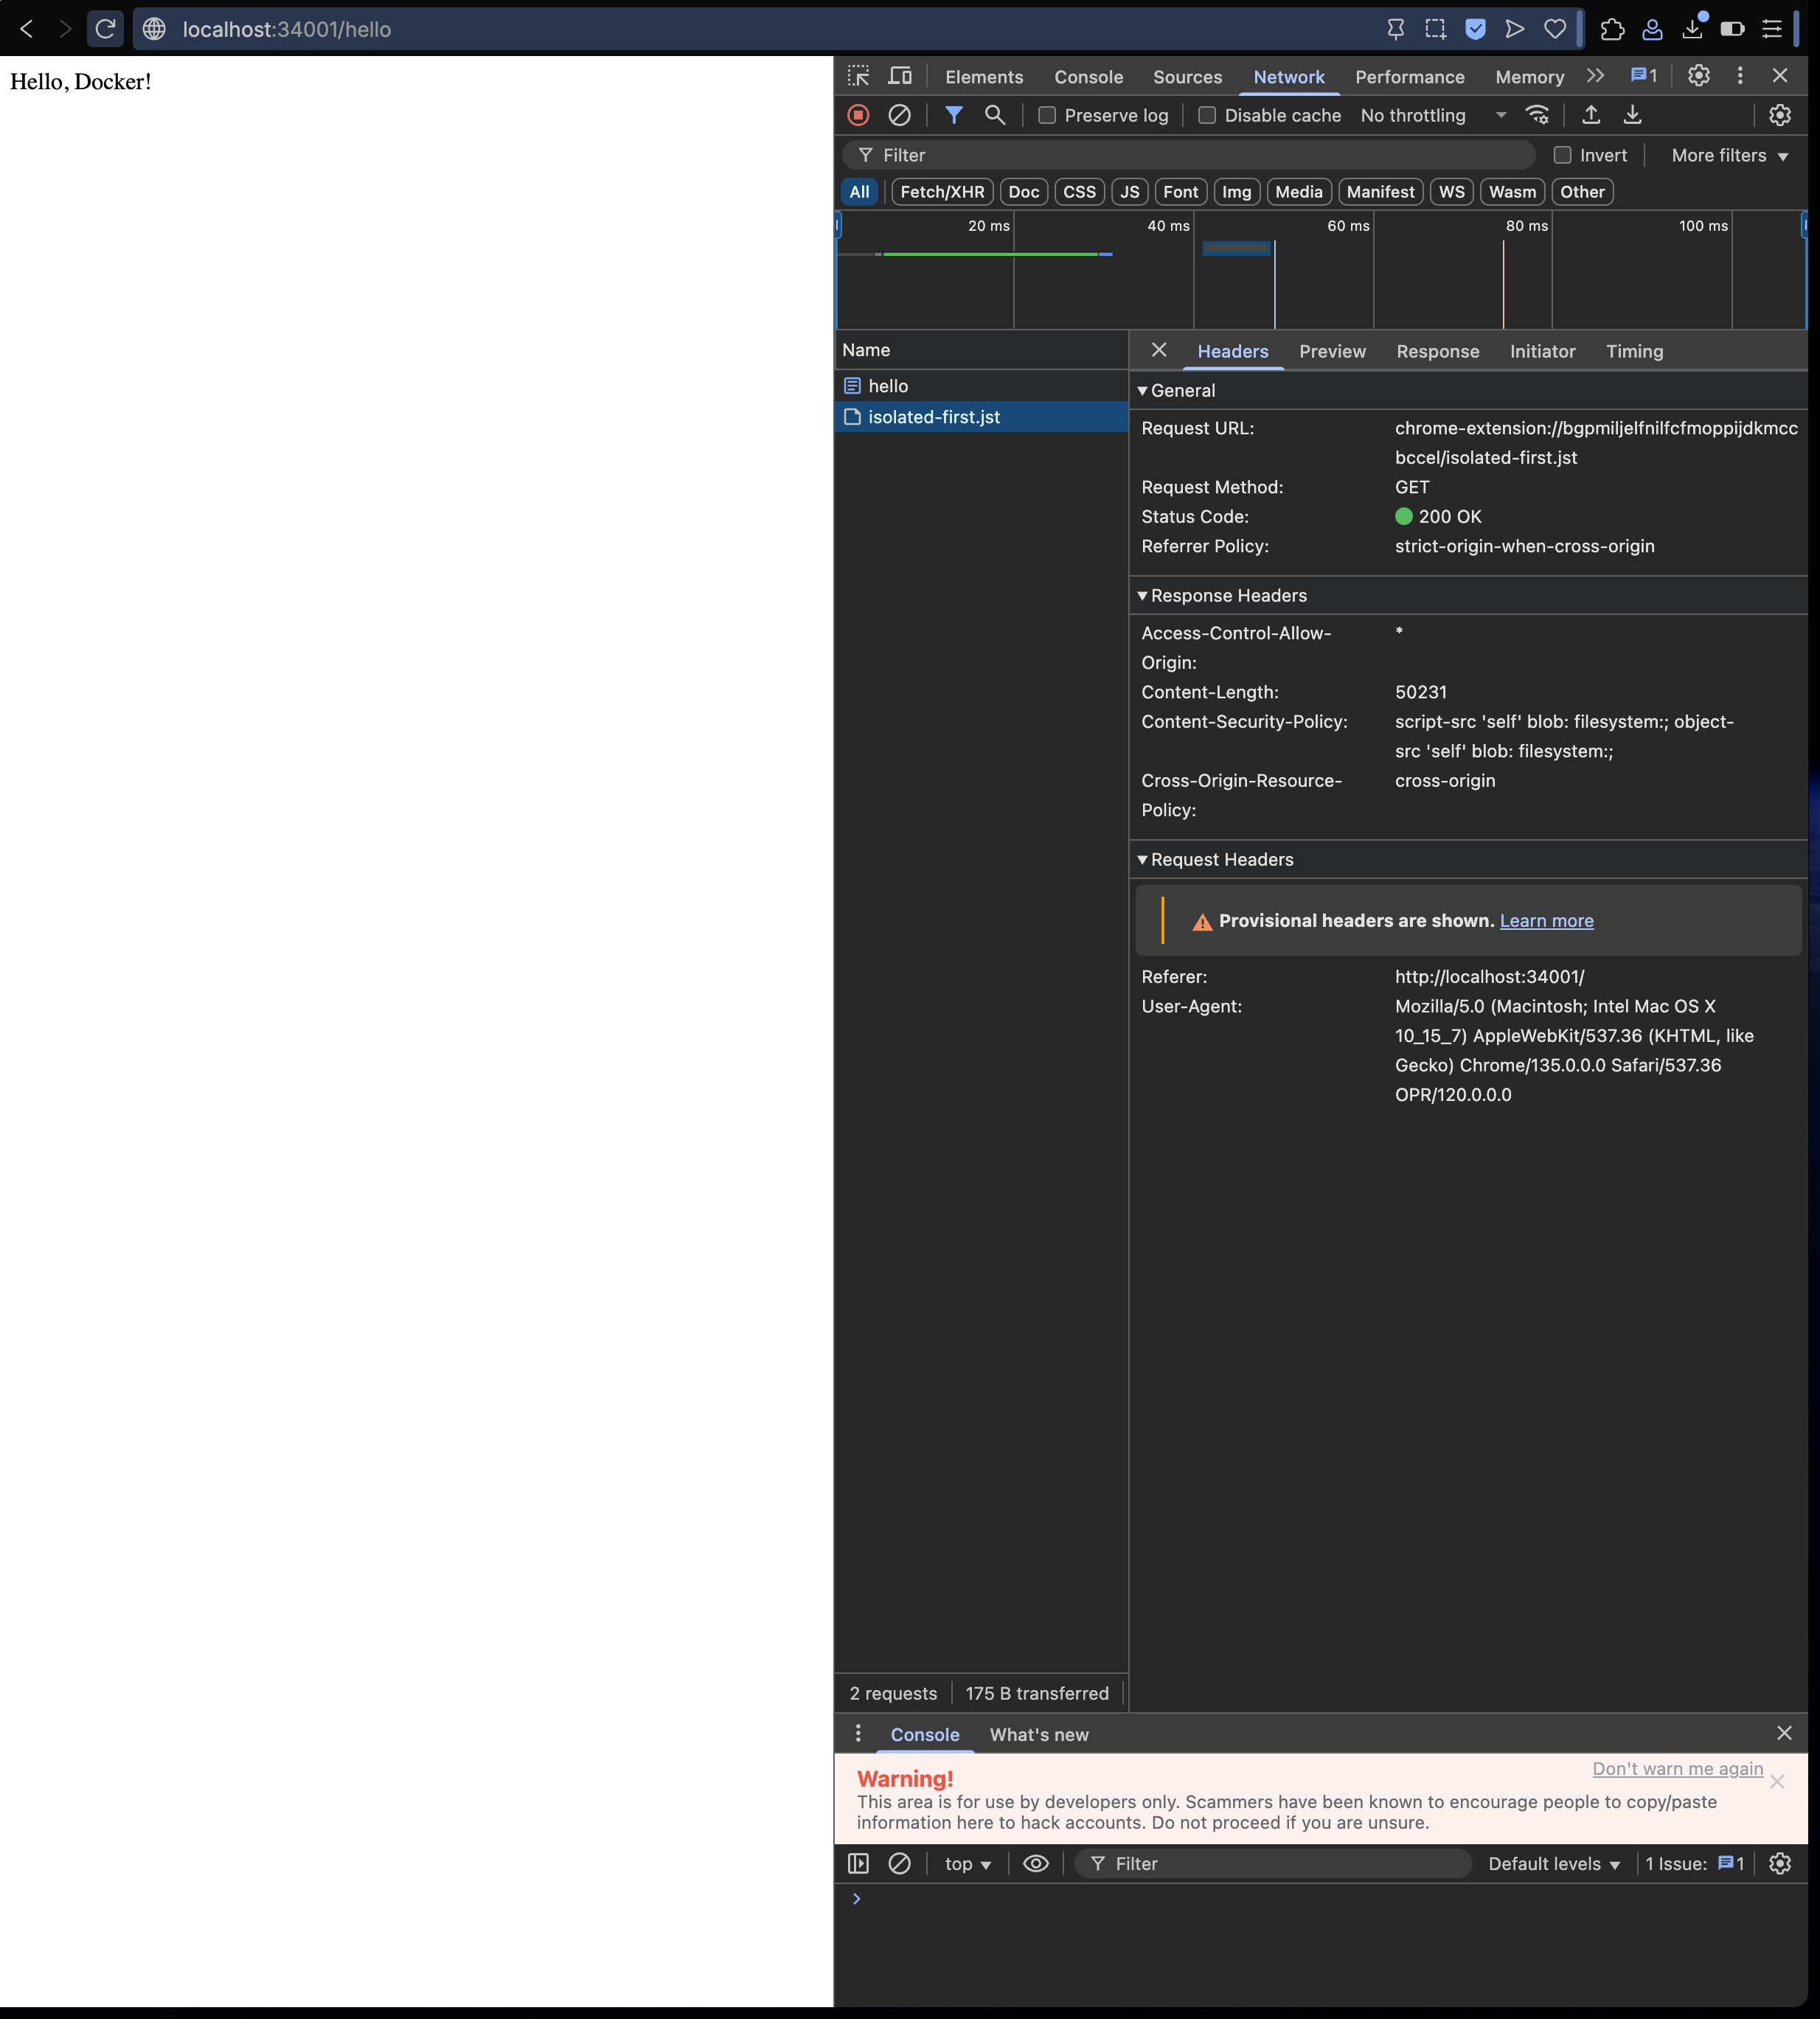 localhost:34001/hello
Hello, Docker!
Elements Console Sources Network Performance Memory 1
Preserve log Disable cache No throttling
Filter Invert More filters
All Fetch/XHR Doc CSS JS Font Img Media Manifest WS Wasm Other
20 ms 40 ms 60 ms 80 ms 100 ms
Name
hello
isolated-first.jst
Headers Preview Response Initiator Timing
General
Request URL: chrome-extension://bgpmiljelfnilfcfmoppijdkmcc
bccel/isolated-first.jst
Request Method: GET
Status Code: 200 OK
Referrer Policy: strict-origin-when-cross-origin
Response Headers
Access-Control-Allow- *
Origin:
Content-Length: 50231
Content-Security-Policy: script-src 'self' blob: filesystem:; object-
src 'self' blob: filesystem:;
Cross-Origin-Resource- cross-origin
Policy:
Request Headers
Provisional headers are shown. Learn more
Referer: http://localhost:34001/
User-Agent: Mozilla/5.0 (Macintosh; Intel Mac OS X
10_15_7) AppleWebKit/537.36 (KHTML, like
Gecko) Chrome/135.0.0.0 Safari/537.36
OPR/120.0.0.0
2 requests 175 B transferred
Console What's new
Warning! Don't warn me again
This area is for use by developers only. Scammers have been known to encourage people to copy/paste
information here to hack accounts. Do not proceed if you are unsure.
top Filter Default levels 1 Issue: 1